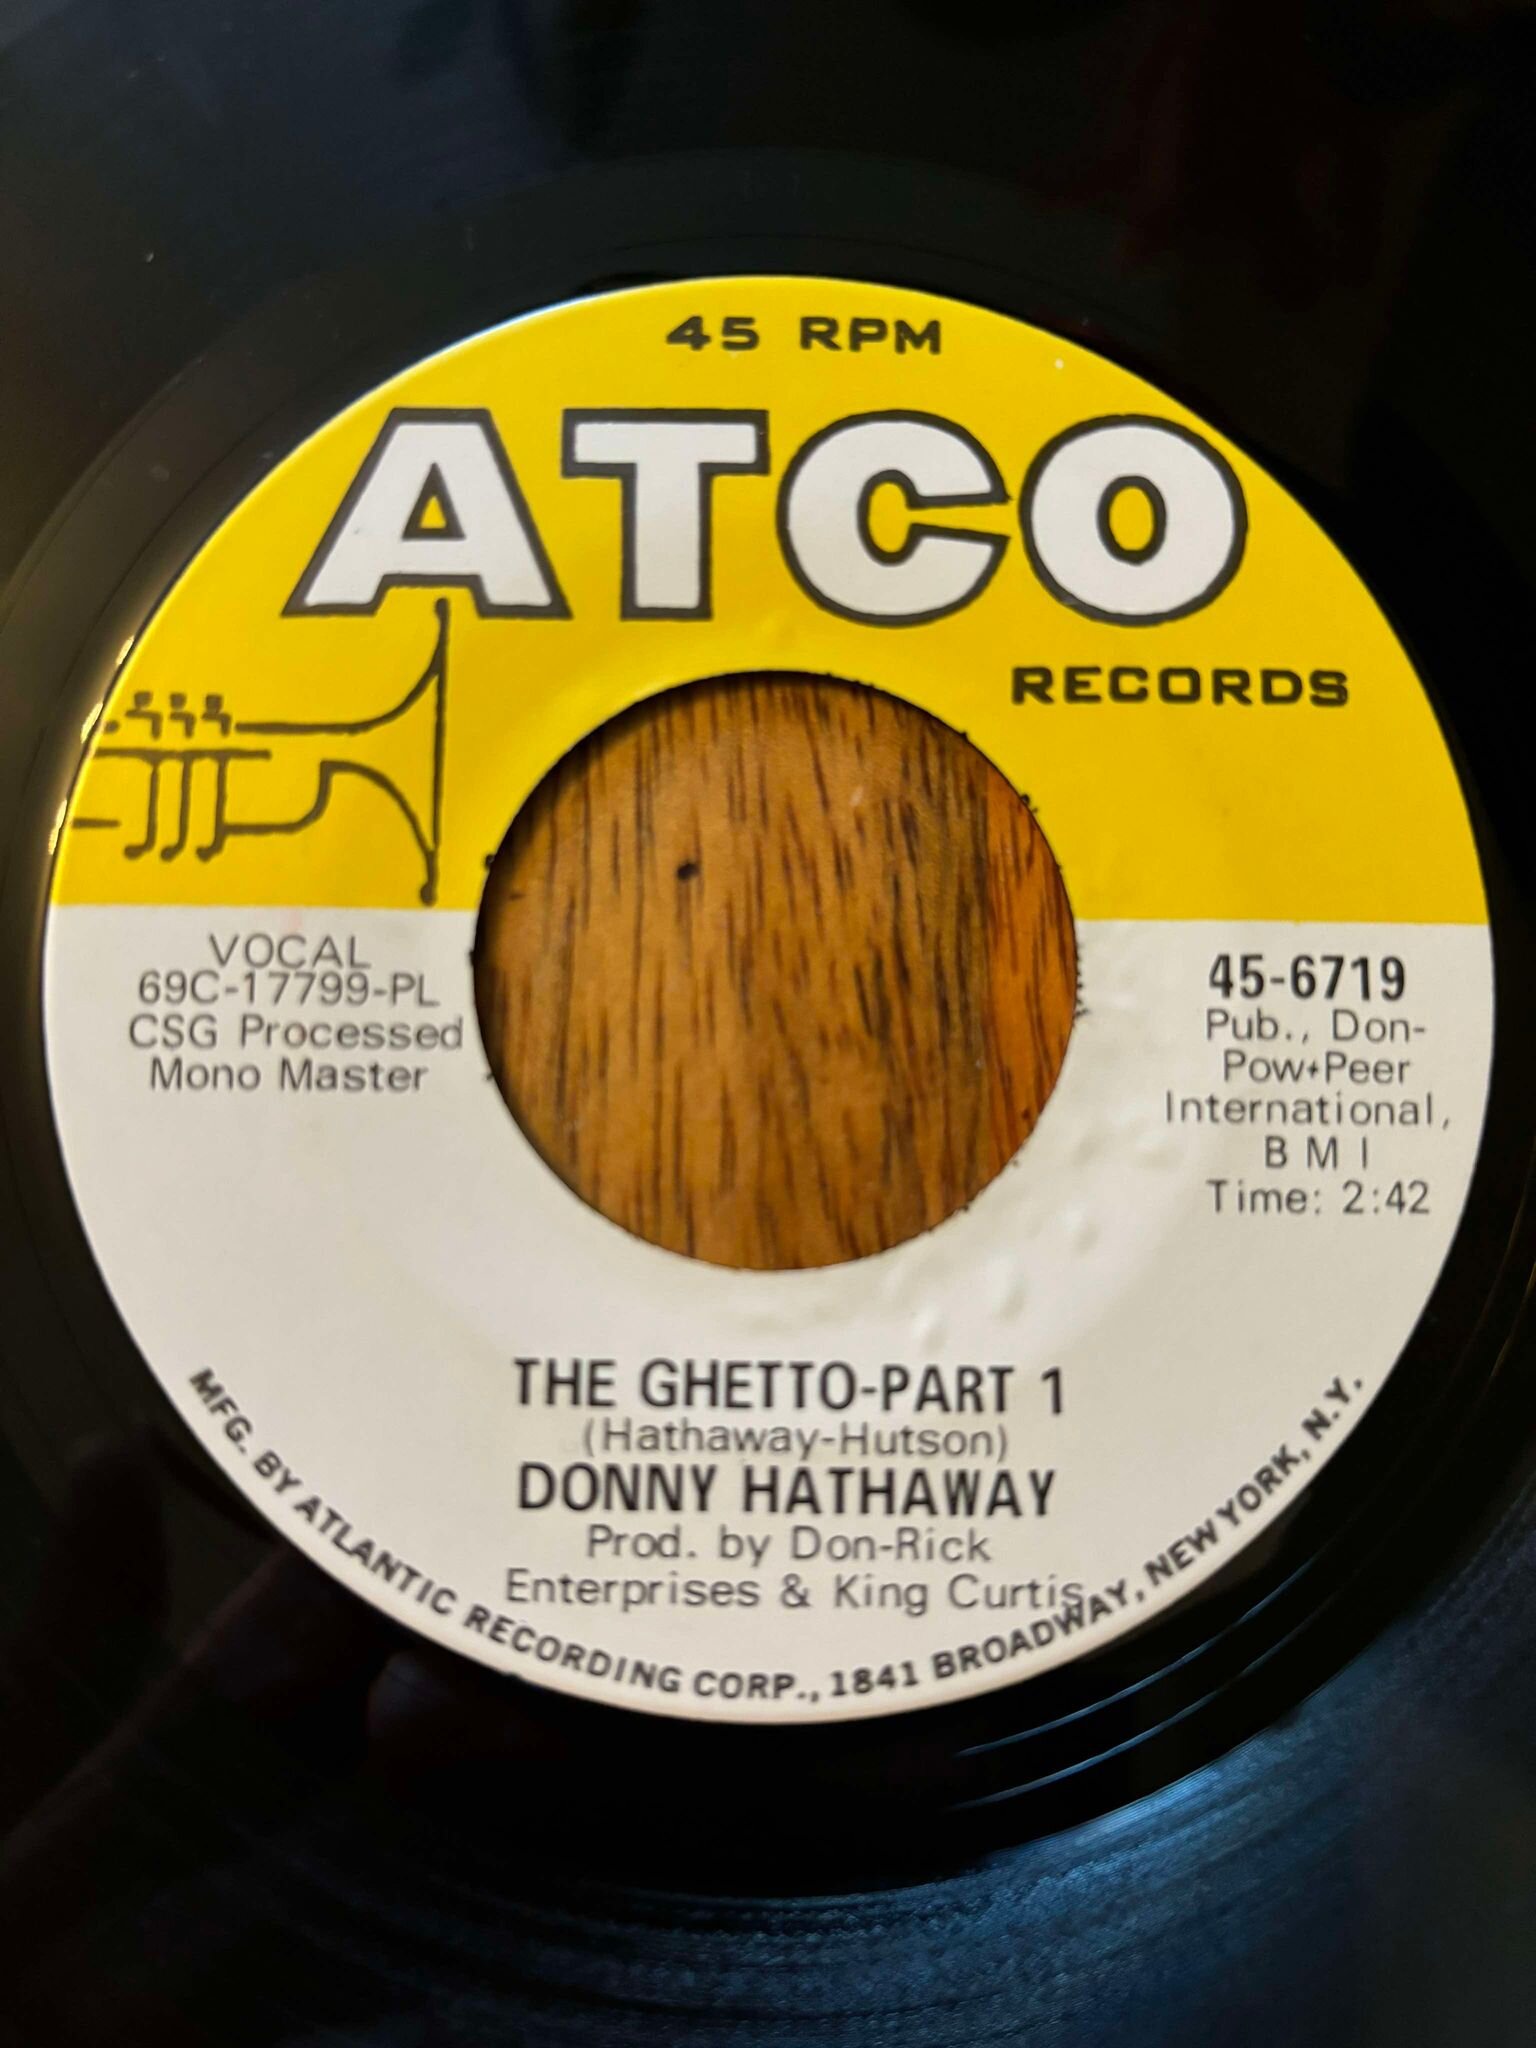 45 RPM
ATCO
RECORDS
VOCAL
69C-17799-PL
CSG Processed
Mono Master
45-6719
Pub., Don-
Pow+Peer
International,
B M I
Time: 2:42
THE GHETTO-PART 1
(Hathaway-Hutson)
DONNY HATHAWAY
Prod. by Don-Rick
Enterprises & King Curtis
MFG. BY ATLANTIC RECORDING CORP., 1841 BROADWAY, NEW YORK, N.Y.